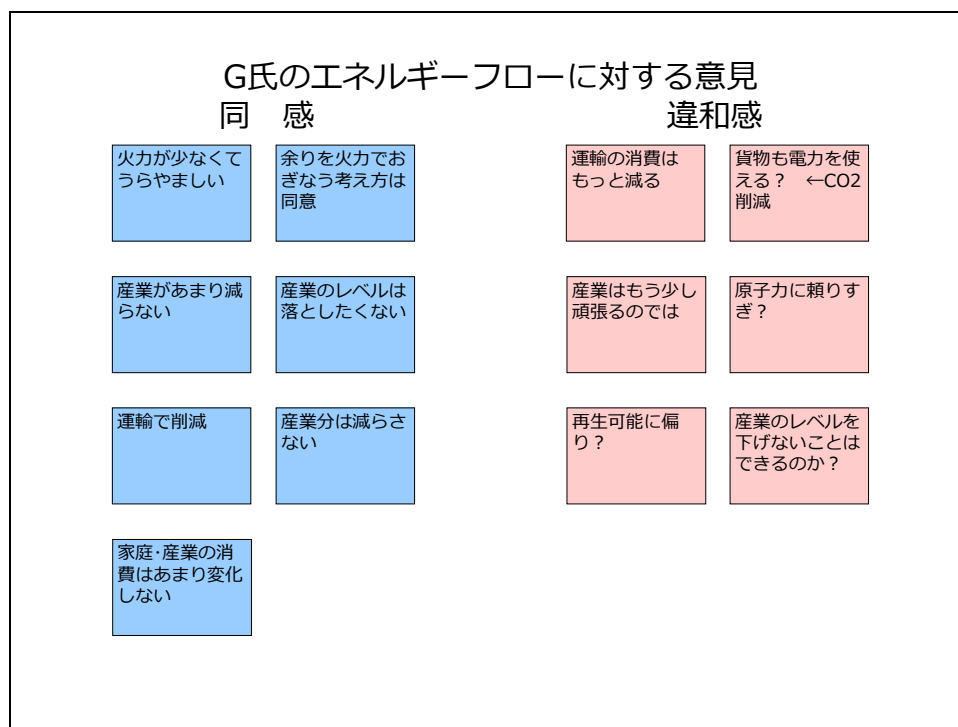 G氏のエネルギーフローに対する意見
同　感
違和感
火力が少なくて
うらやましい
余りを火力でお
ぎなう考え方は
同意
産業があまり減
らない
産業のレベルは
落としたくない
運輸で削減
産業分は減らさ
ない
家庭･産業の消
費はあまり変化
しない
運輸の消費は
もっと減る
貨物も電力を使
える？　←CO2
削減
産業はもう少し
頑張るのでは
原子力に頼りす
ぎ？
再生可能に偏
り？
産業のレベルを
下げないことは
できるのか？